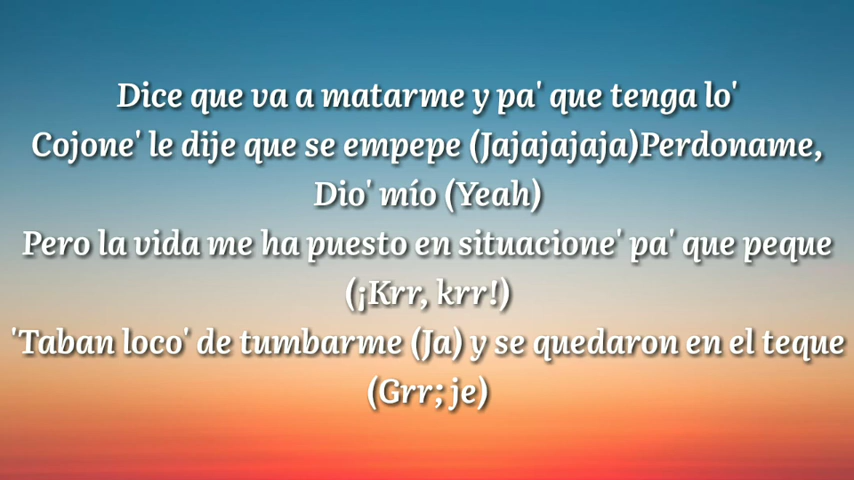 Dice que va a matarme y pa' que tenga lo'
Cojone' le dije que se empepe (Jajajajaja)Perdoname,
Dio' mío (Yeah)
Pero la vida me ha puesto en situacione' pa' que peque
(¡Krr, krr!)
'Taban loco' de tumbarme (Ja) y se quedaron en el teque
(Grr; je)